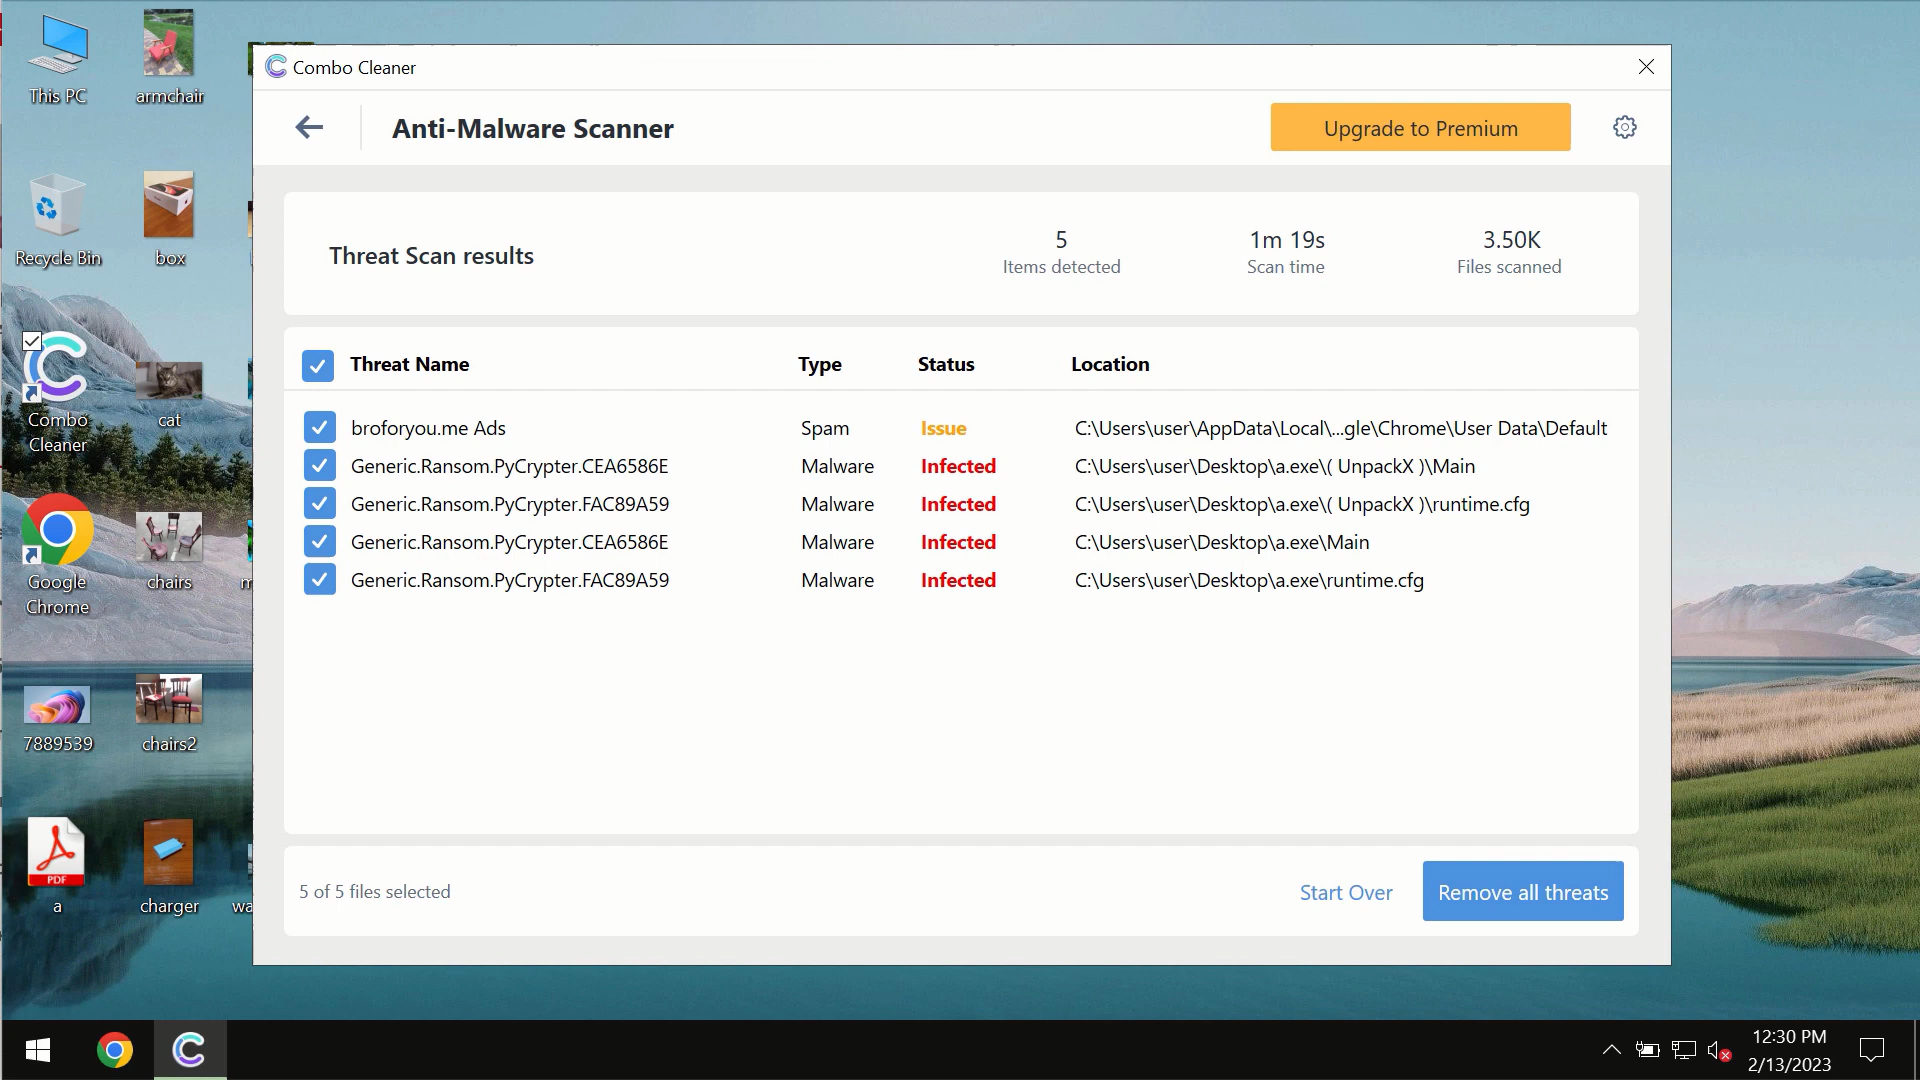 Combo Cleaner
Anti-Malware Scanner
Upgrade to Premium
Threat Scan results
5
Items detected
1m 19s
Scan time
3.50K
Files scanned
Threat Name Type Status Location
broforyou.me Ads Spam Issue C:\Users\user\AppData\Local\...gle\Chrome\User Data\Default
Generic.Ransom.PyCrypter.CEA6586E Malware Infected C:\Users\user\Desktop\a.exe\( UnpackX )\Main
Generic.Ransom.PyCrypter.FAC89A59 Malware Infected C:\Users\user\Desktop\a.exe\( UnpackX )\runtime.cfg
Generic.Ransom.PyCrypter.CEA6586E Malware Infected C:\Users\user\Desktop\a.exe\Main
Generic.Ransom.PyCrypter.FAC89A59 Malware Infected C:\Users\user\Desktop\a.exe\runtime.cfg
5 of 5 files selected
Start Over
Remove all threats
This PC
armchair
Recycle Bin
box
Combo
Cleaner
cat
Google
Chrome
chairs
7889539
chairs2
PDF
a
charger
12:30 PM
2/13/2023